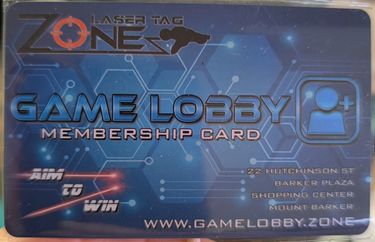 LASER TAG
ZONE
GAME LOBBY
MEMBERSHIP CARD
AIM
TO
WIN
22 HUTCHINSON ST
BARKER PLAZA
SHOPPING CENTER
MOUNT BARKER
WWW.GAMELOBBY.ZONE